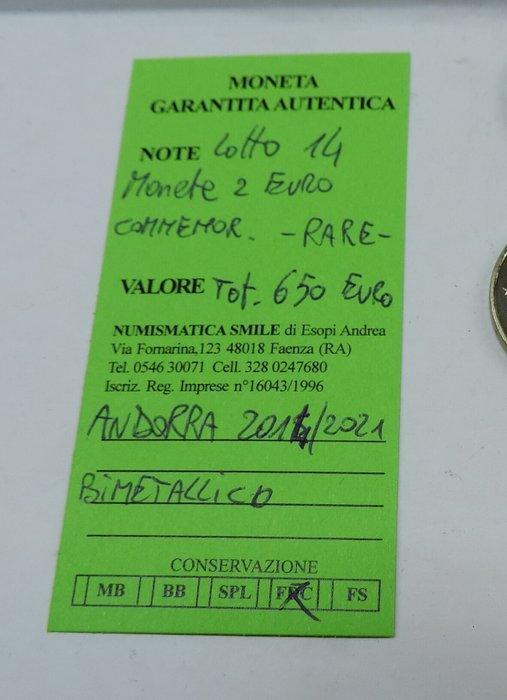 MONETA
GARANTITA AUTENTICA
NOTE Lotto 14
Monete 2 EURO
COMMEMOR. -RARE-
VALORE Tot. 650 EURO
NUMISMATICA SMILE di Esopi Andrea
Via Fornarina,123 48018 Faenza (RA)
Tel. 0546 30071 Cell. 328 0247680
Iscriz. Reg. Imprese n°16043/1996
ANDORRA 2014/2021
BIMETALLICO
CONSERVAZIONE
MB BB SPL FDC FS